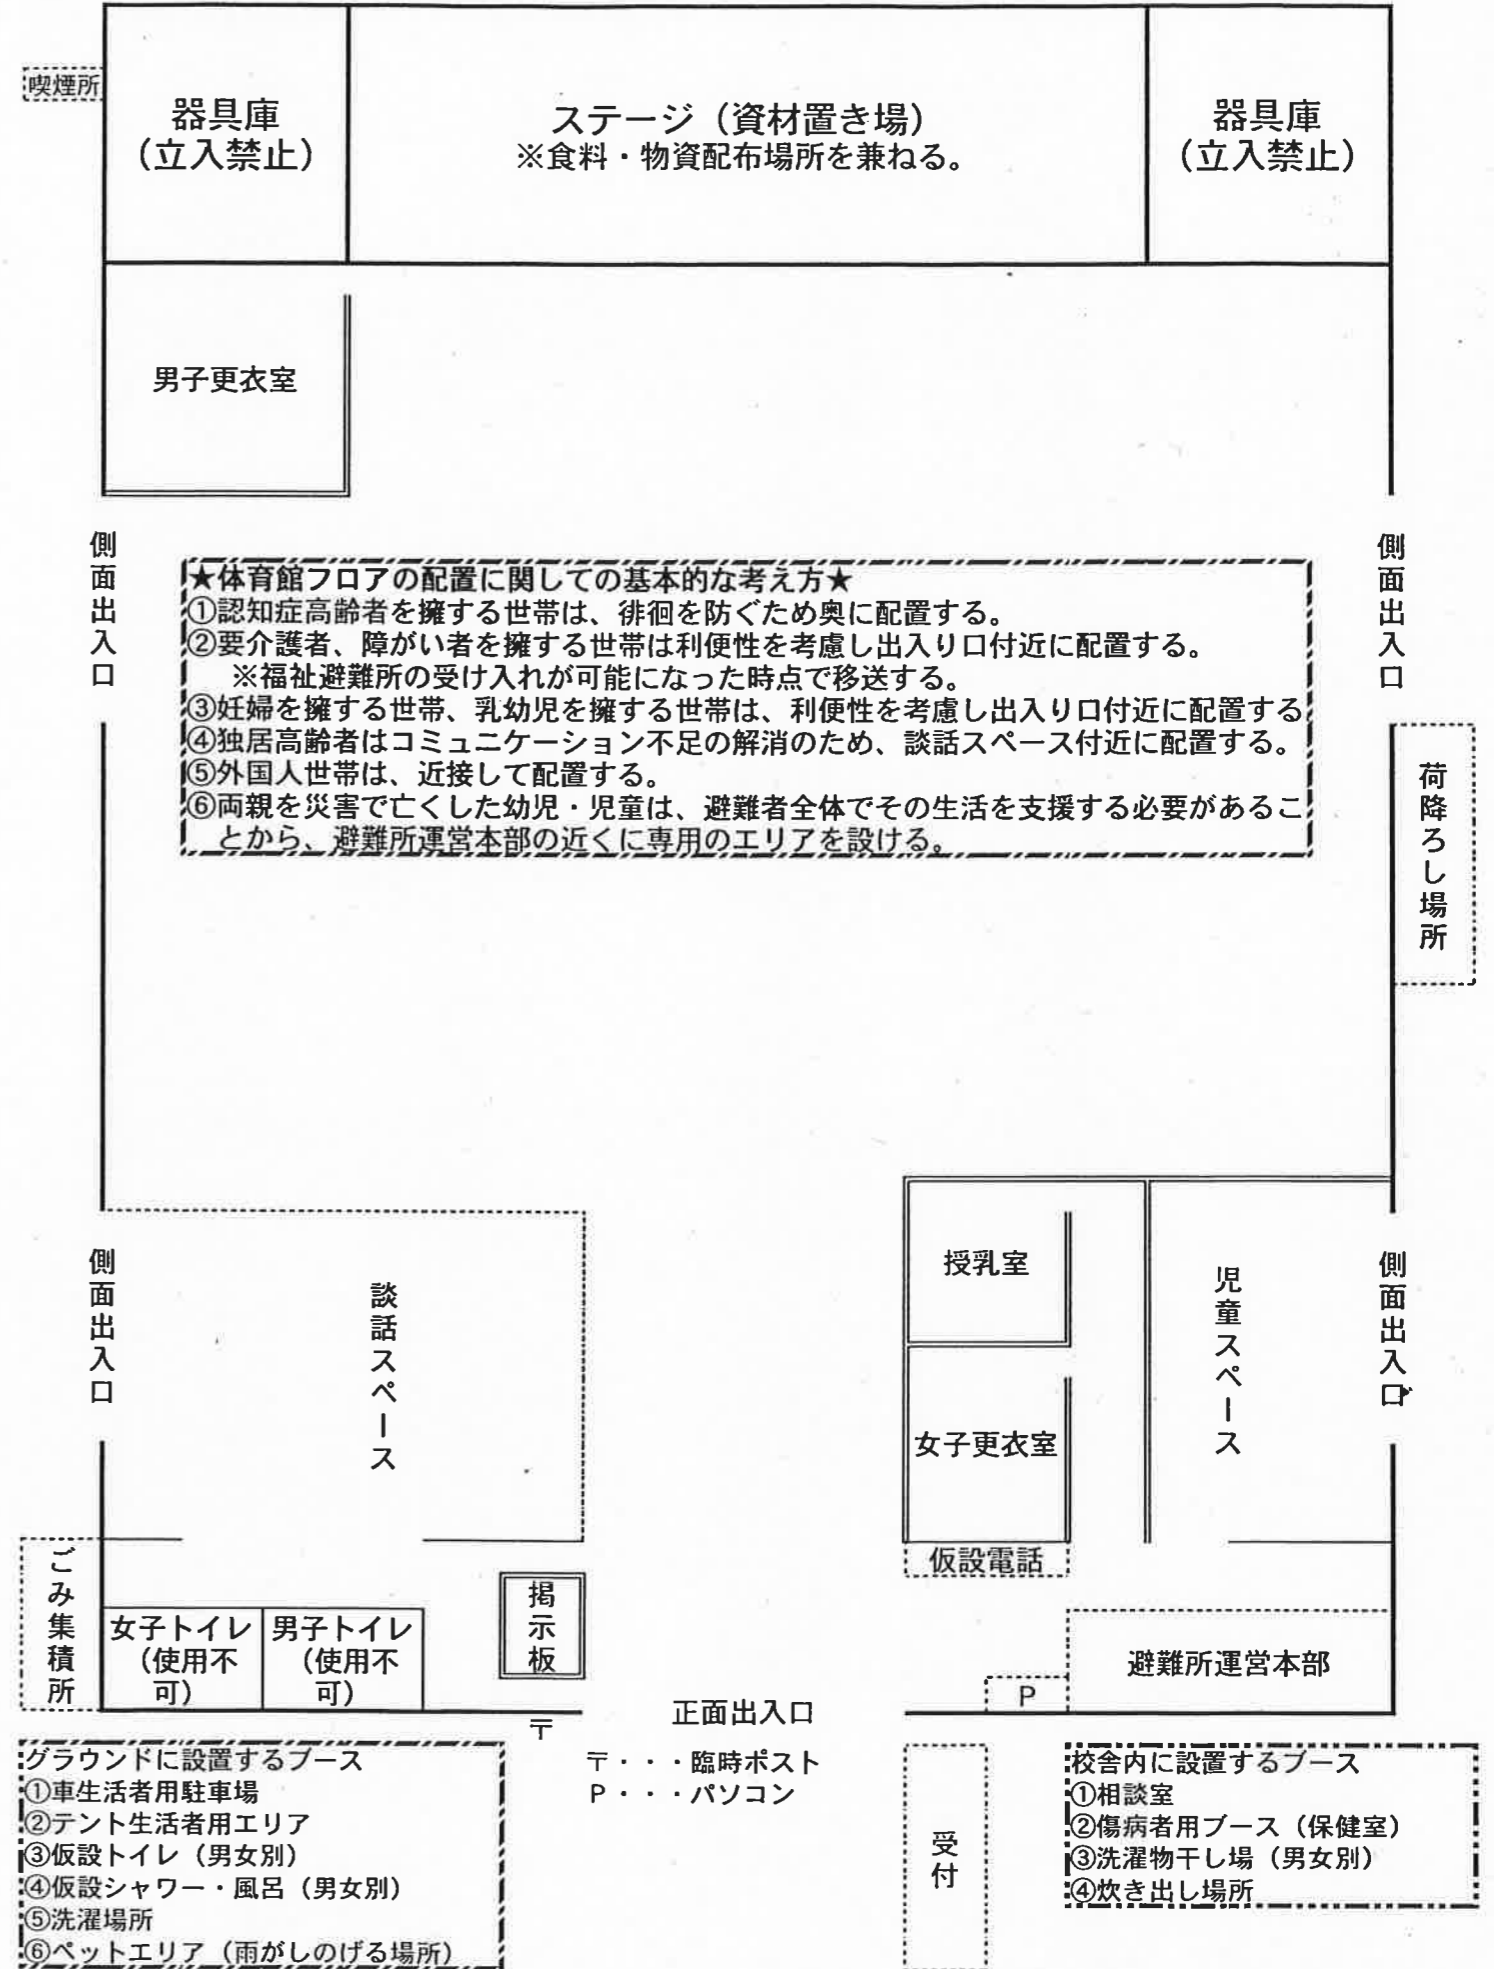 喫煙所
器具庫
（立入禁止）
ステージ（資材置き場）
※食料・物資配布場所を兼ねる。
器具庫
（立入禁止）
男子更衣室
側面出入口
側面出入口
★体育館フロアの配置に関しての基本的な考え方★
①認知症高齢者を擁する世帯は、徘徊を防ぐため奥に配置する。
②要介護者、障がい者を擁する世帯は利便性を考慮し出入り口付近に配置する。
※福祉避難所の受け入れが可能になった時点で移送する。
③妊婦を擁する世帯、乳幼児を擁する世帯は、利便性を考慮し出入り口付近に配置する
④独居高齢者はコミュニケーション不足の解消のため、談話スペース付近に配置する。
⑤外国人世帯は、近接して配置する。
⑥両親を災害で亡くした幼児・児童は、避難者全体でその生活を支援する必要があるこ
とから、避難所運営本部の近くに専用のエリアを設ける。
荷降ろし場所
側面出入口
談話スペース
授乳室
女子更衣室
児童スペース
側面出入口
仮設電話
ごみ集積所
女子トイレ
（使用不
可）
男子トイレ
（使用不
可）
掲示板
避難所運営本部
P
正面出入口
〒
〒・・・臨時ポスト
P・・・パソコン
グラウンドに設置するブース
①車生活者用駐車場
②テント生活者用エリア
③仮設トイレ（男女別）
④仮設シャワー・風呂（男女別）
⑤洗濯場所
⑥ペットエリア（雨がしのげる場所）
受付
校舎内に設置するブース
①相談室
②傷病者用ブース（保健室）
③洗濯物干し場（男女別）
④炊き出し場所